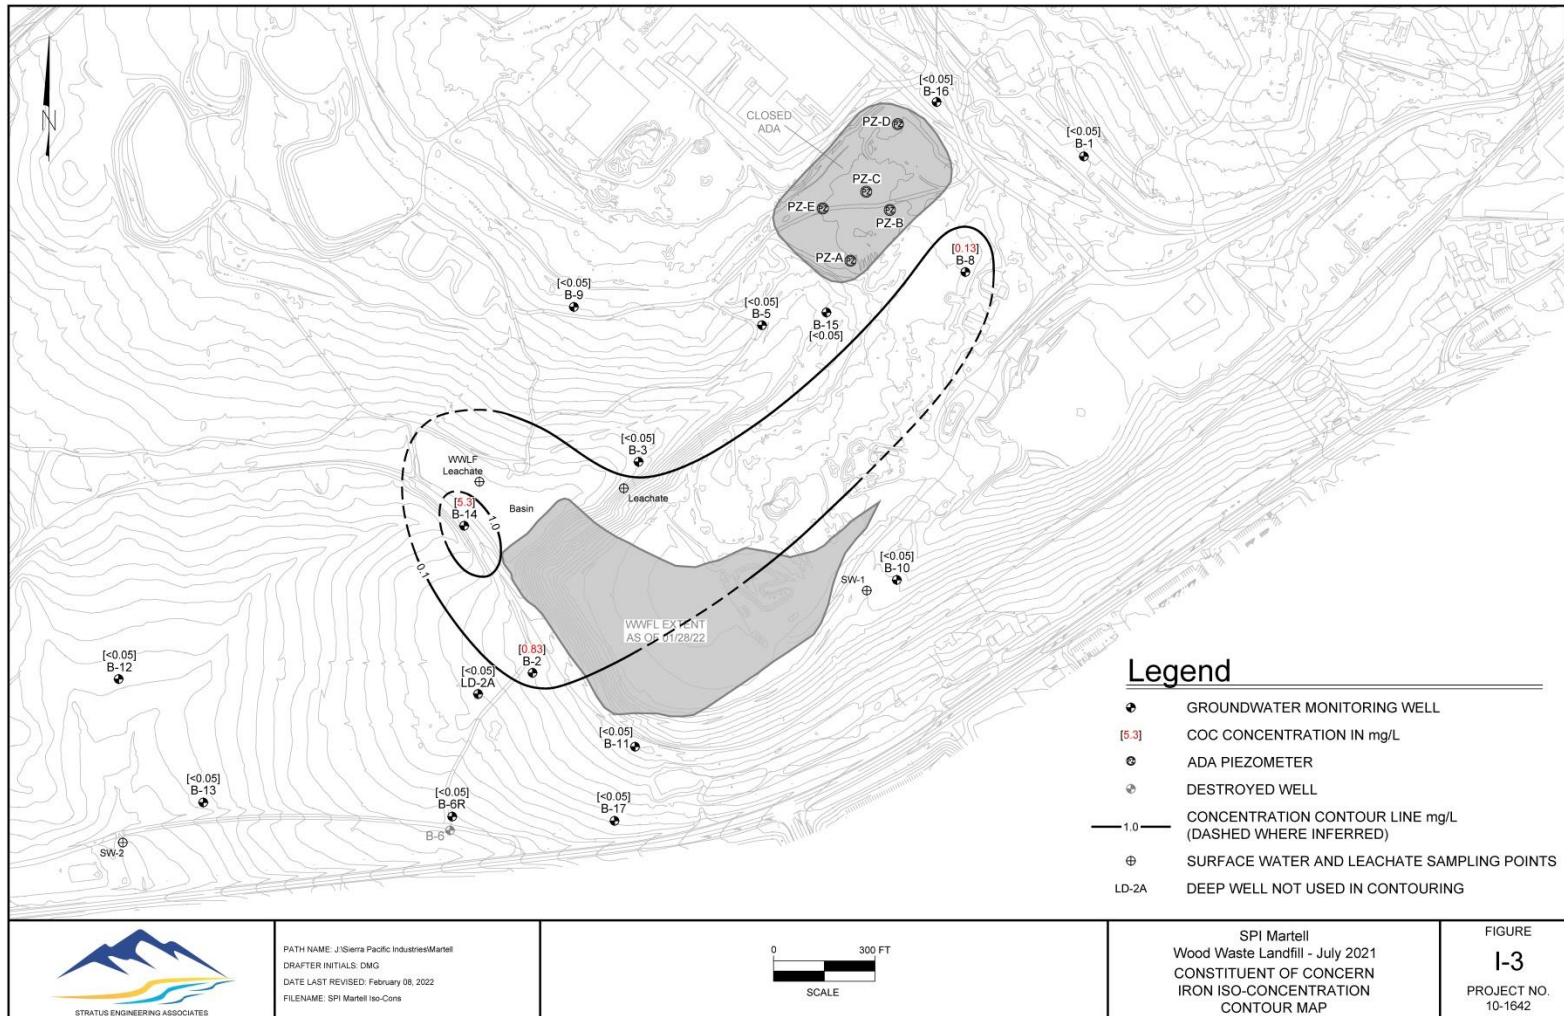 N
[<0.05]
B-16
CLOSED
ADA
PZ-D
[<0.05]
B-1
PZ-C
PZ-E
PZ-B
PZ-A
[0.13]
B-8
[<0.05]
B-9
[<0.05]
B-5
B-15
[<0.05]
[<0.05]
B-3
WWLF
Leachate
Leachate
[5.3]
B-14
1.0
Basin
0.1
[<0.05]
B-10
SW-1
WWFL EXTENT
AS OF 01/28/22
[0.83]
B-2
[<0.05]
LD-2A
[<0.05]
B-12
[<0.05]
B-11
[<0.05]
B-13
[<0.05]
B-6R
B-6
[<0.05]
B-17
SW-2
Legend
GROUNDWATER MONITORING WELL
[5.3] COC CONCENTRATION IN mg/L
PZ ADA PIEZOMETER
DESTROYED WELL
1.0 CONCENTRATION CONTOUR LINE mg/L
(DASHED WHERE INFERRED)
SURFACE WATER AND LEACHATE SAMPLING POINTS
LD-2A DEEP WELL NOT USED IN CONTOURING
STRATUS ENGINEERING ASSOCIATES
PATH NAME: J:\Sierra Pacific Industries\Martell
DRAFTER INITIALS: DMG
DATE LAST REVISED: February 08, 2022
FILENAME: SPI Martell Iso-Cons
0 300 FT
SCALE
SPI Martell
Wood Waste Landfill - July 2021
CONSTITUENT OF CONCERN
IRON ISO-CONCENTRATION
CONTOUR MAP
FIGURE
I-3
PROJECT NO.
10-1642